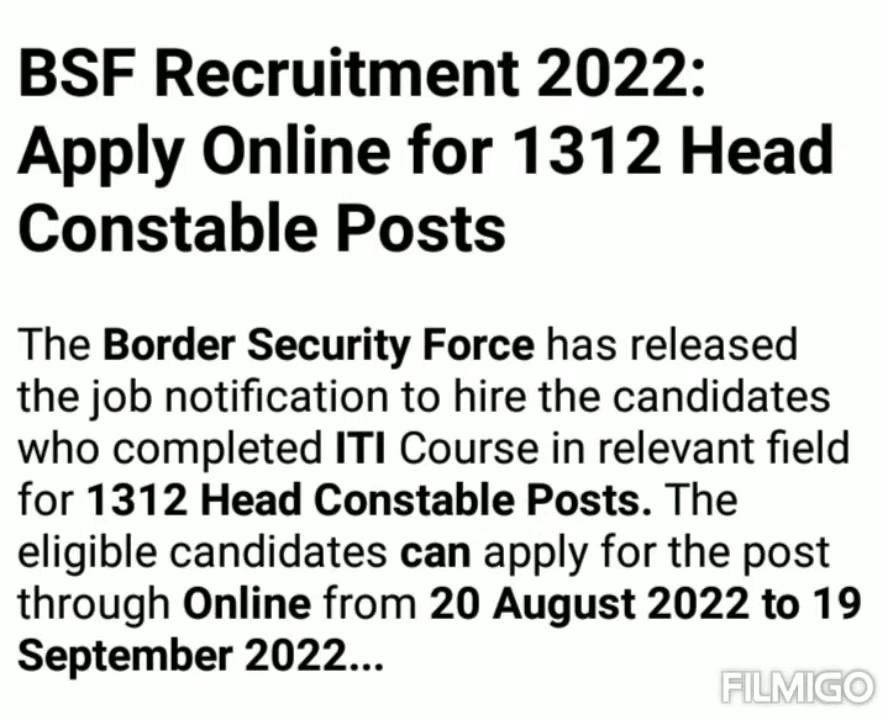 BSF Recruitment 2022:
Apply Online for 1312 Head
Constable Posts
The Border Security Force has released
the job notification to hire the candidates
who completed ITI Course in relevant field
for 1312 Head Constable Posts. The
eligible candidates can apply for the post
through Online from 20 August 2022 to 19
September 2022...
FILMIGO